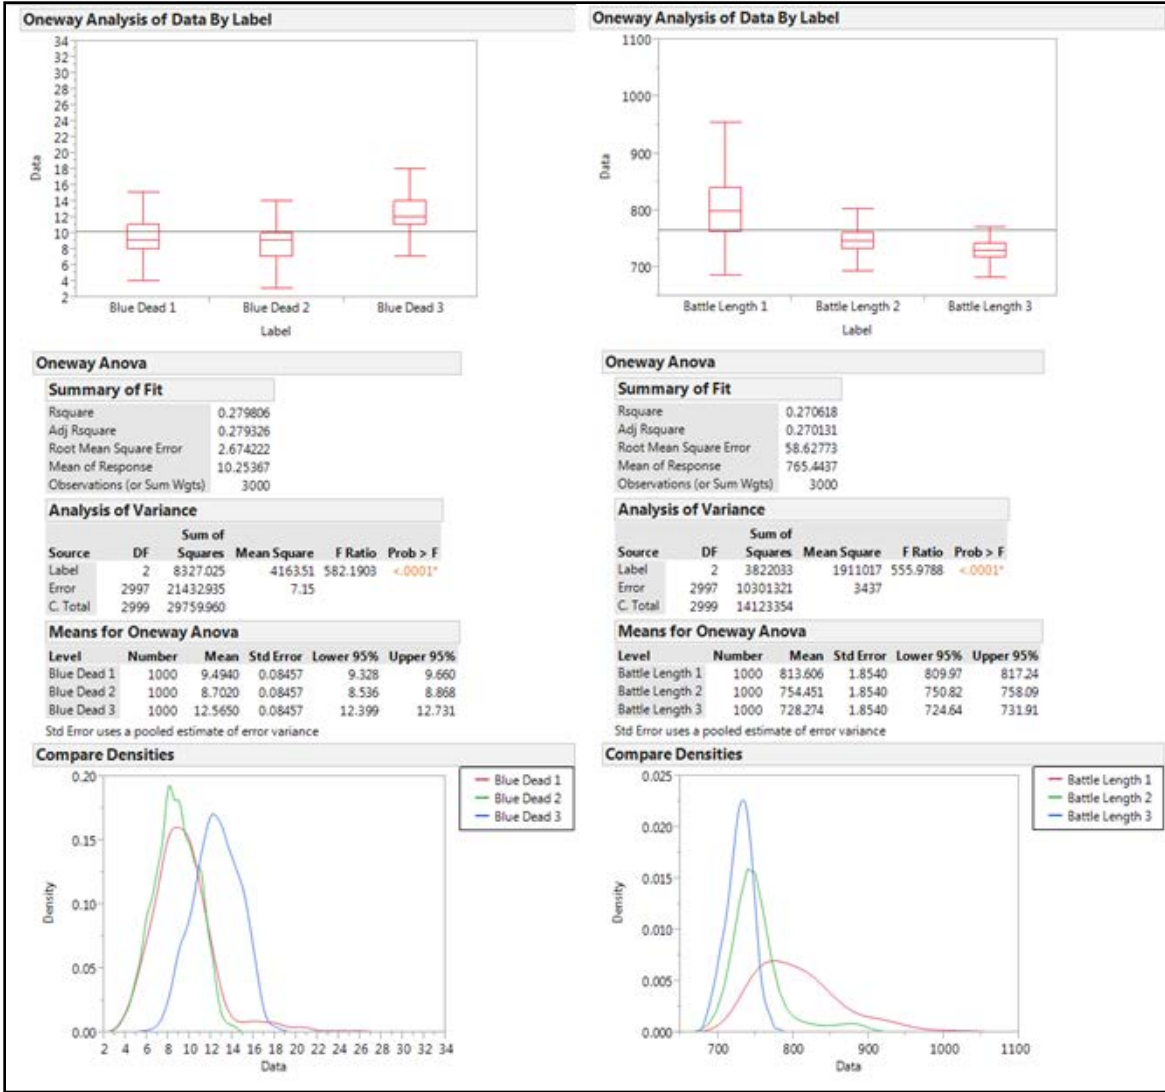 Oneway Analysis of Data By Label
34
32
30
28
26
24
22
20
18
16
14
12
10
8
6
4
2
Data
Blue Dead 1 Blue Dead 2 Blue Dead 3
Label
Oneway Anova
Summary of Fit
Rsquare 0.279806
Adj Rsquare 0.279326
Root Mean Square Error 2.674222
Mean of Response 10.25367
Observations (or Sum Wgts) 3000
Analysis of Variance
Sum of
Source DF Squares Mean Square F Ratio Prob > F
Label 2 8327.025 4163.51 582.1903 <.0001*
Error 2997 21432.935 7.15
C. Total 2999 29759.960
Means for Oneway Anova
Level Number Mean Std Error Lower 95% Upper 95%
Blue Dead 1 1000 9.4940 0.08457 9.328 9.660
Blue Dead 2 1000 8.7020 0.08457 8.536 8.868
Blue Dead 3 1000 12.5650 0.08457 12.399 12.731
Std Error uses a pooled estimate of error variance
Compare Densities
0.20
0.15
0.10
0.05
0.00
Density
2 4 6 8 10 12 14 16 18 20 22 24 26 28 30 32 34
Data
Blue Dead 1
Blue Dead 2
Blue Dead 3
Oneway Analysis of Data By Label
1100
1000
900
800
700
Data
Battle Length 1 Battle Length 2 Battle Length 3
Label
Oneway Anova
Summary of Fit
Rsquare 0.270618
Adj Rsquare 0.270131
Root Mean Square Error 58.62773
Mean of Response 765.4437
Observations (or Sum Wgts) 3000
Analysis of Variance
Sum of
Source DF Squares Mean Square F Ratio Prob > F
Label 2 3822033 1911017 555.9788 <.0001*
Error 2997 10301321 3437
C. Total 2999 14123354
Means for Oneway Anova
Level Number Mean Std Error Lower 95% Upper 95%
Battle Length 1 1000 813.606 1.8540 809.97 817.24
Battle Length 2 1000 754.451 1.8540 750.82 758.09
Battle Length 3 1000 728.274 1.8540 724.64 731.91
Std Error uses a pooled estimate of error variance
Compare Densities
0.025
0.020
0.015
0.010
0.005
0.000
Density
700 800 900 1000 1100
Data
Battle Length 1
Battle Length 2
Battle Length 3